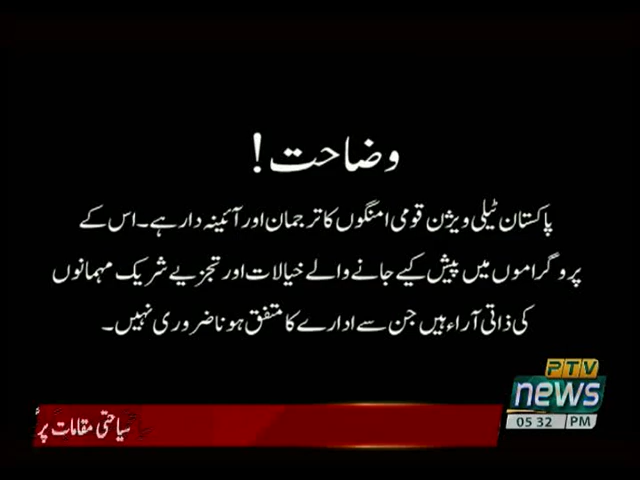 وضاحت!
پاکستان ٹیلی ویژن قومی امنگوں کا ترجمان اور آئینہ دار ہے۔ اس کے
پروگراموں میں پیش کیے جانے والے خیالات اور تجزیے شریک مہمانوں
کی ذاتی آراء ہیں جن سے ادارے کا متفق ہونا ضروری نہیں۔
PTV
news
05 32 PM
سیاحتی مقامات پر